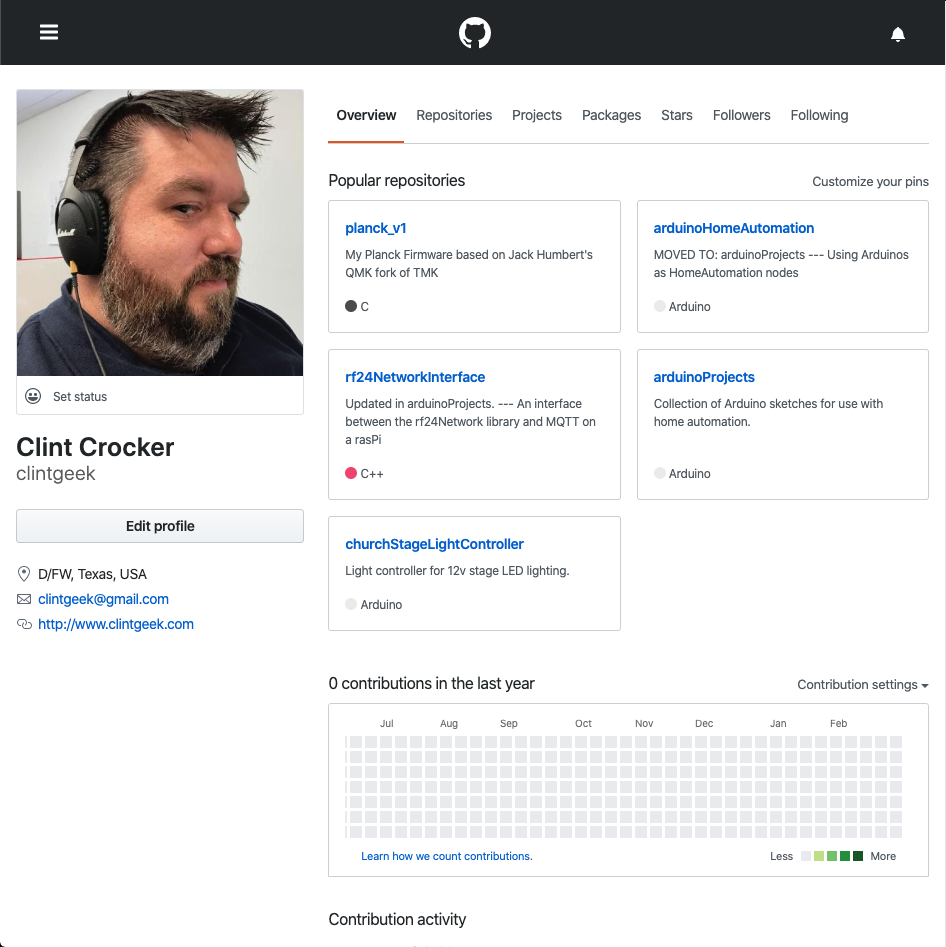 Overview Repositories Projects Packages Stars Followers Following
Marshall
Set status
Clint Crocker
clintgeek
Edit profile
D/FW, Texas, USA
clintgeek@gmail.com
http://www.clintgeek.com
Popular repositories
Customize your pins
planck_v1
My Planck Firmware based on Jack Humbert's
QMK fork of TMK
C
arduinoHomeAutomation
MOVED TO: arduinoProjects --- Using Arduinos
as HomeAutomation nodes
Arduino
rf24NetworkInterface
Updated in arduinoProjects. --- An interface
between the rf24Network library and MQTT on
a rasPi
C++
arduinoProjects
Collection of Arduino sketches for use with
home automation.
Arduino
churchStageLightController
Light controller for 12v stage LED lighting.
Arduino
0 contributions in the last year
Contribution settings
Jul Aug Sep Oct Nov Dec Jan Feb
Learn how we count contributions.
Less More
Contribution activity